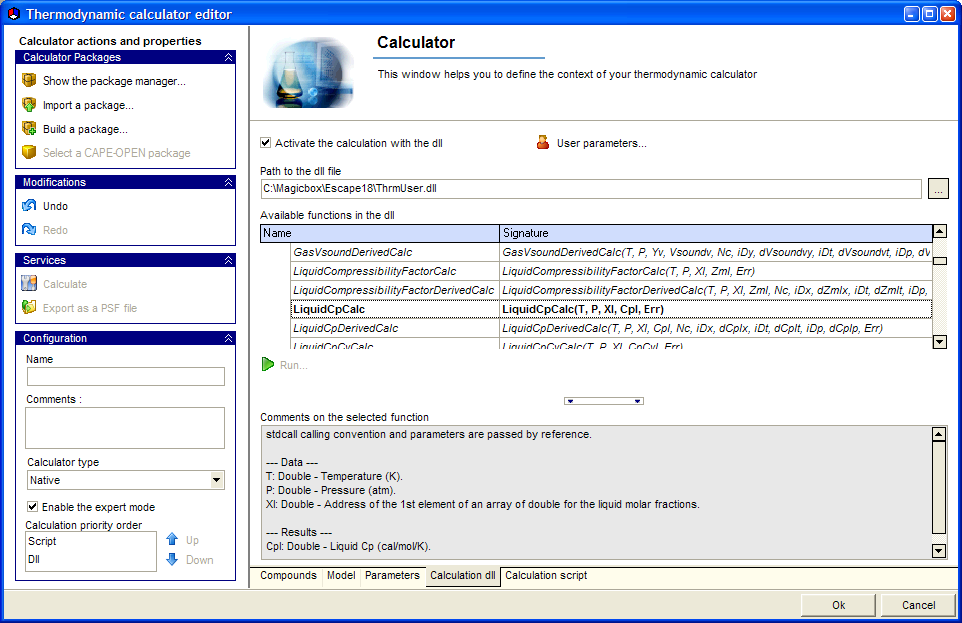 Thermodynamic calculator editor
Calculator actions and properties
Calculator Packages
Show the package manager...
Import a package...
Build a package...
Select a CAPE-OPEN package
Modifications
Undo
Redo
Services
Calculate
Export as a PSF file
Configuration
Name
Comments :
Calculator type
Native
Enable the expert mode
Calculation priority order
Script
Dll
Up
Down
Calculator
This window helps you to define the context of your thermodynamic calculator
Activate the calculation with the dll
User parameters...
Path to the dll file
C:\Magicbox\Escape18\ThrmUser.dll
...
Available functions in the dll
Name Signature
GasVsoundDerivedCalc GasVsoundDerivedCalc(T, P, Yv, Vsoundv, Nc, iDy, dVsoundvy, iDt, dVsoundvt, iDp, dV
LiquidCompressibilityFactorCalc LiquidCompressibilityFactorCalc(T, P, Xl, Zml, Err)
LiquidCompressibilityFactorDerivedCalc LiquidCompressibilityFactorDerivedCalc(T, P, Xl, Zml, Nc, iDx, dZmlx, iDt, dZmlt, iDp,
LiquidCpCalc LiquidCpCalc(T, P, Xl, Cpl, Err)
LiquidCpDerivedCalc LiquidCpDerivedCalc(T, P, Xl, Cpl, Nc, iDx, dCplx, iDt, dCplt, iDp, dCplp, Err)
LiquidCpCvCalc LiquidCpCvCalc(T, P, Xl, CpCvl, Err)
Run...
Comments on the selected function
stdcall calling convention and parameters are passed by reference.
--- Data ---
T: Double - Temperature (K).
P: Double - Pressure (atm).
Xl: Double - Address of the 1st element of an array of double for the liquid molar fractions.
--- Results ---
Cpl: Double - Liquid Cp (cal/mol/K).
Compounds Model Parameters Calculation dll Calculation script
Ok Cancel